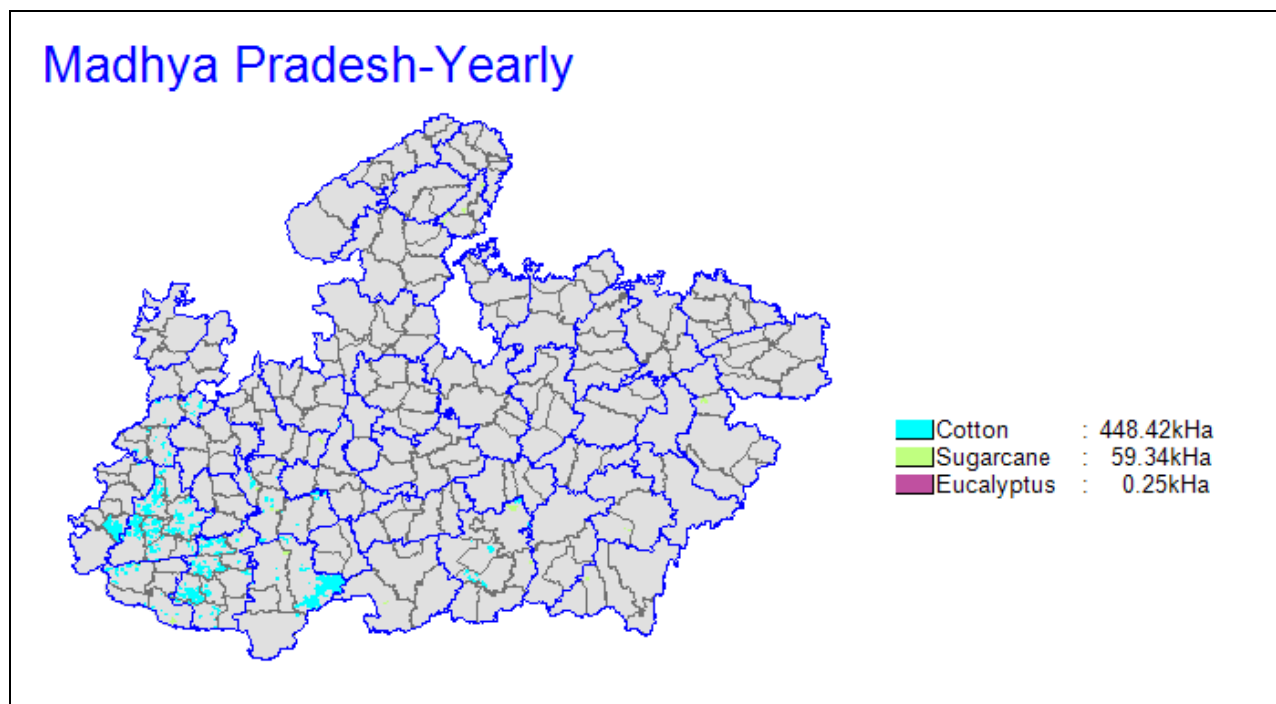 Madhya Pradesh-Yearly
Cotton : 448.42kHa
Sugarcane : 59.34kHa
Eucalyptus : 0.25kHa